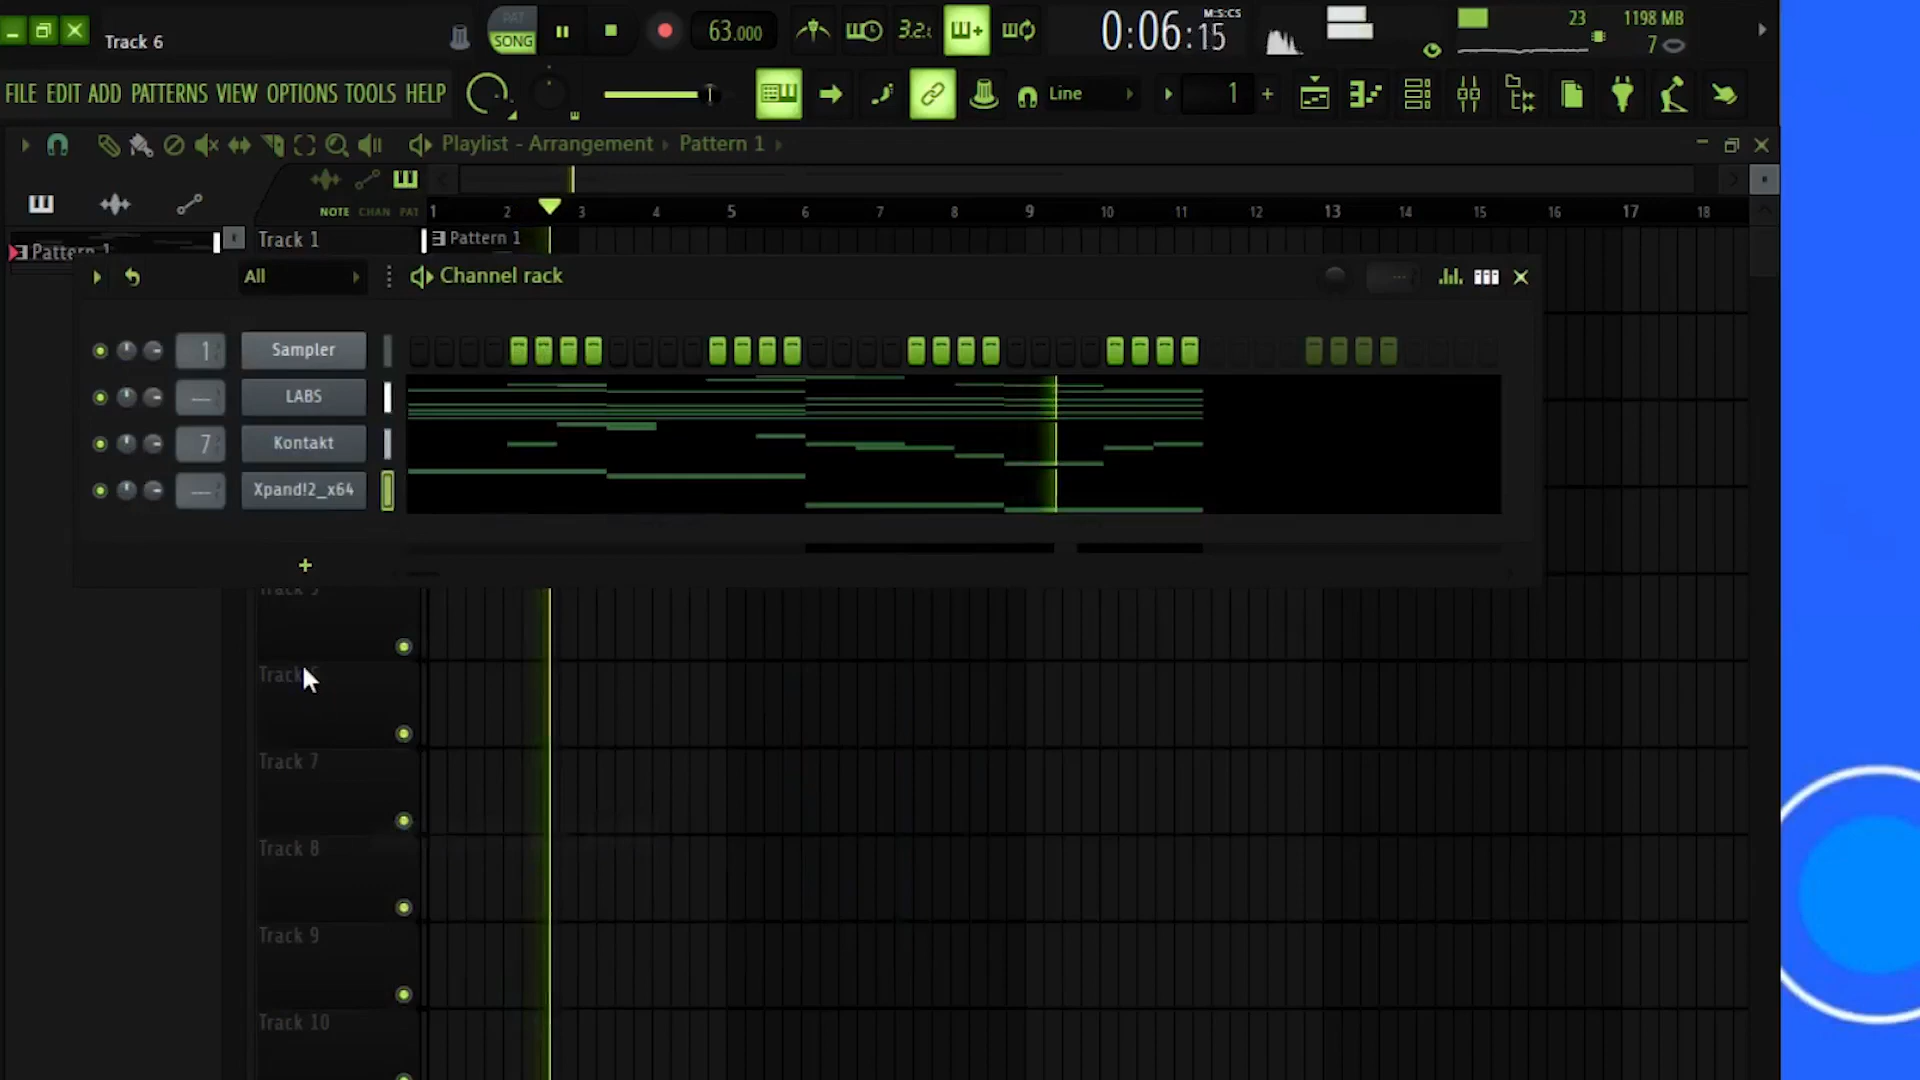 Track 6
PAT
SONG
63.000
3.2.
0:06:15
M:S:CS
23
1198 MB
7
FILE EDIT ADD PATTERNS VIEW OPTIONS TOOLS HELP
Line
1
Playlist - Arrangement
Pattern 1
NOTE CHAN PAT
1 2 3 4 5 6 7 8 9 10 11 12 13 14 15 16 17 18
Pattern 1
Track 1
Pattern 1
All
Channel rack
1
Sampler
---
LABS
7
Kontakt
---
Xpand!2_x64
+
Track
Track 7
Track 8
Track 9
Track 10